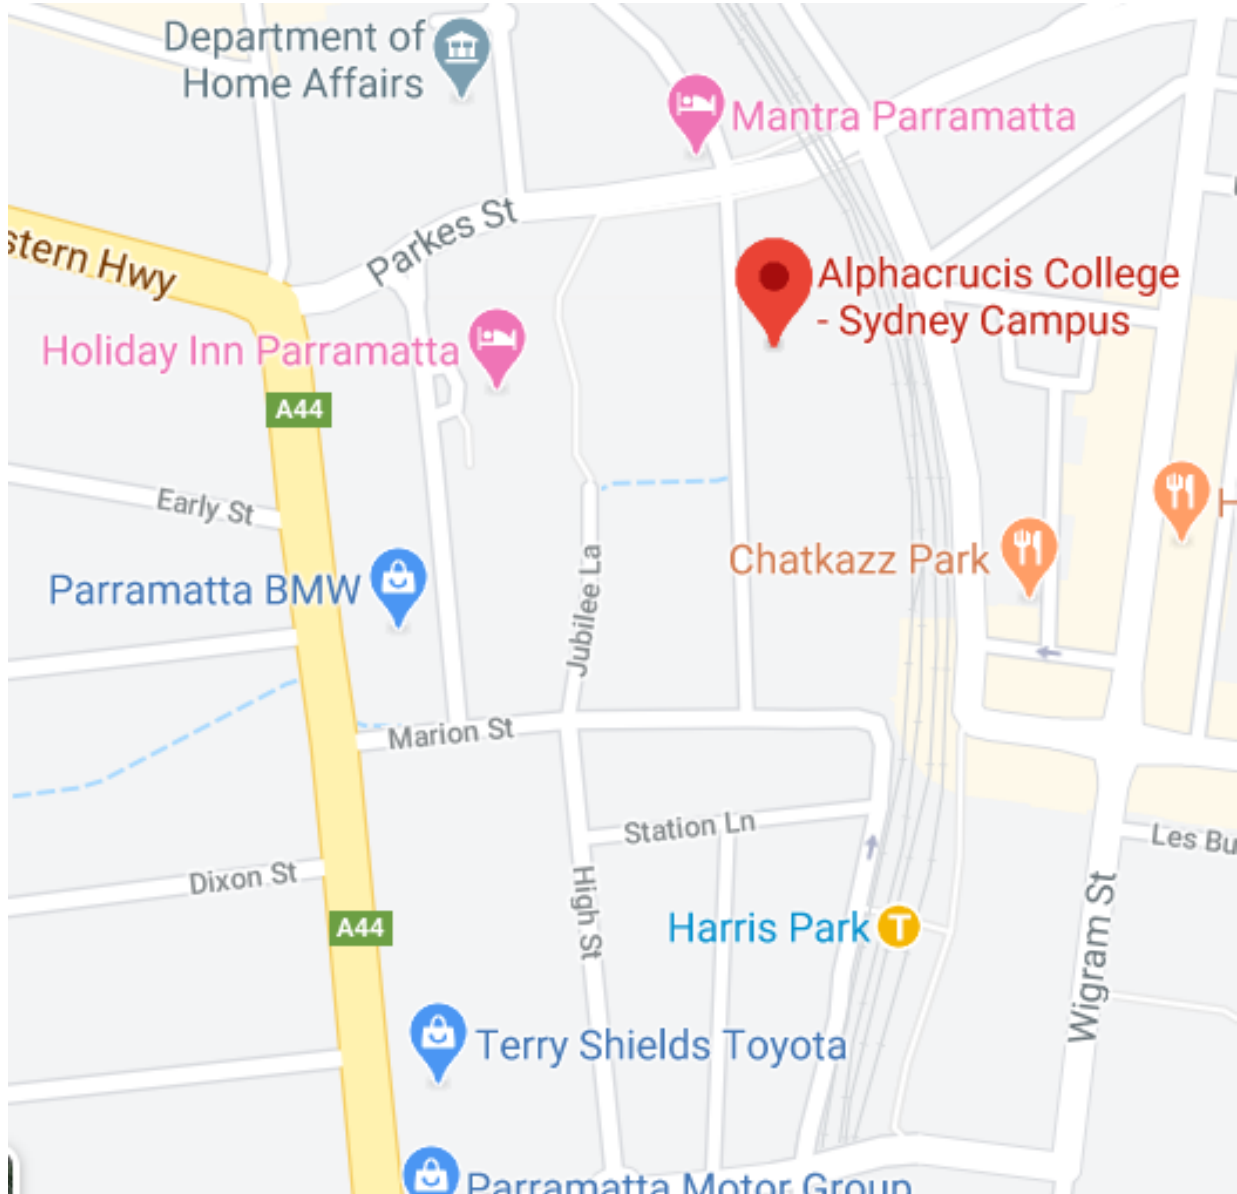 Department of
Home Affairs
Mantra Parramatta
Parkes St
stern Hwy
Alphacrucis College
- Sydney Campus
Holiday Inn Parramatta
A44
Early St
H
Chatkazz Park
Parramatta BMW
Jubilee La
Marion St
Station Ln
Les Bu
Dixon St
High St
A44
Harris Park
T
Wigram St
Terry Shields Toyota
Parramatta Motor Group